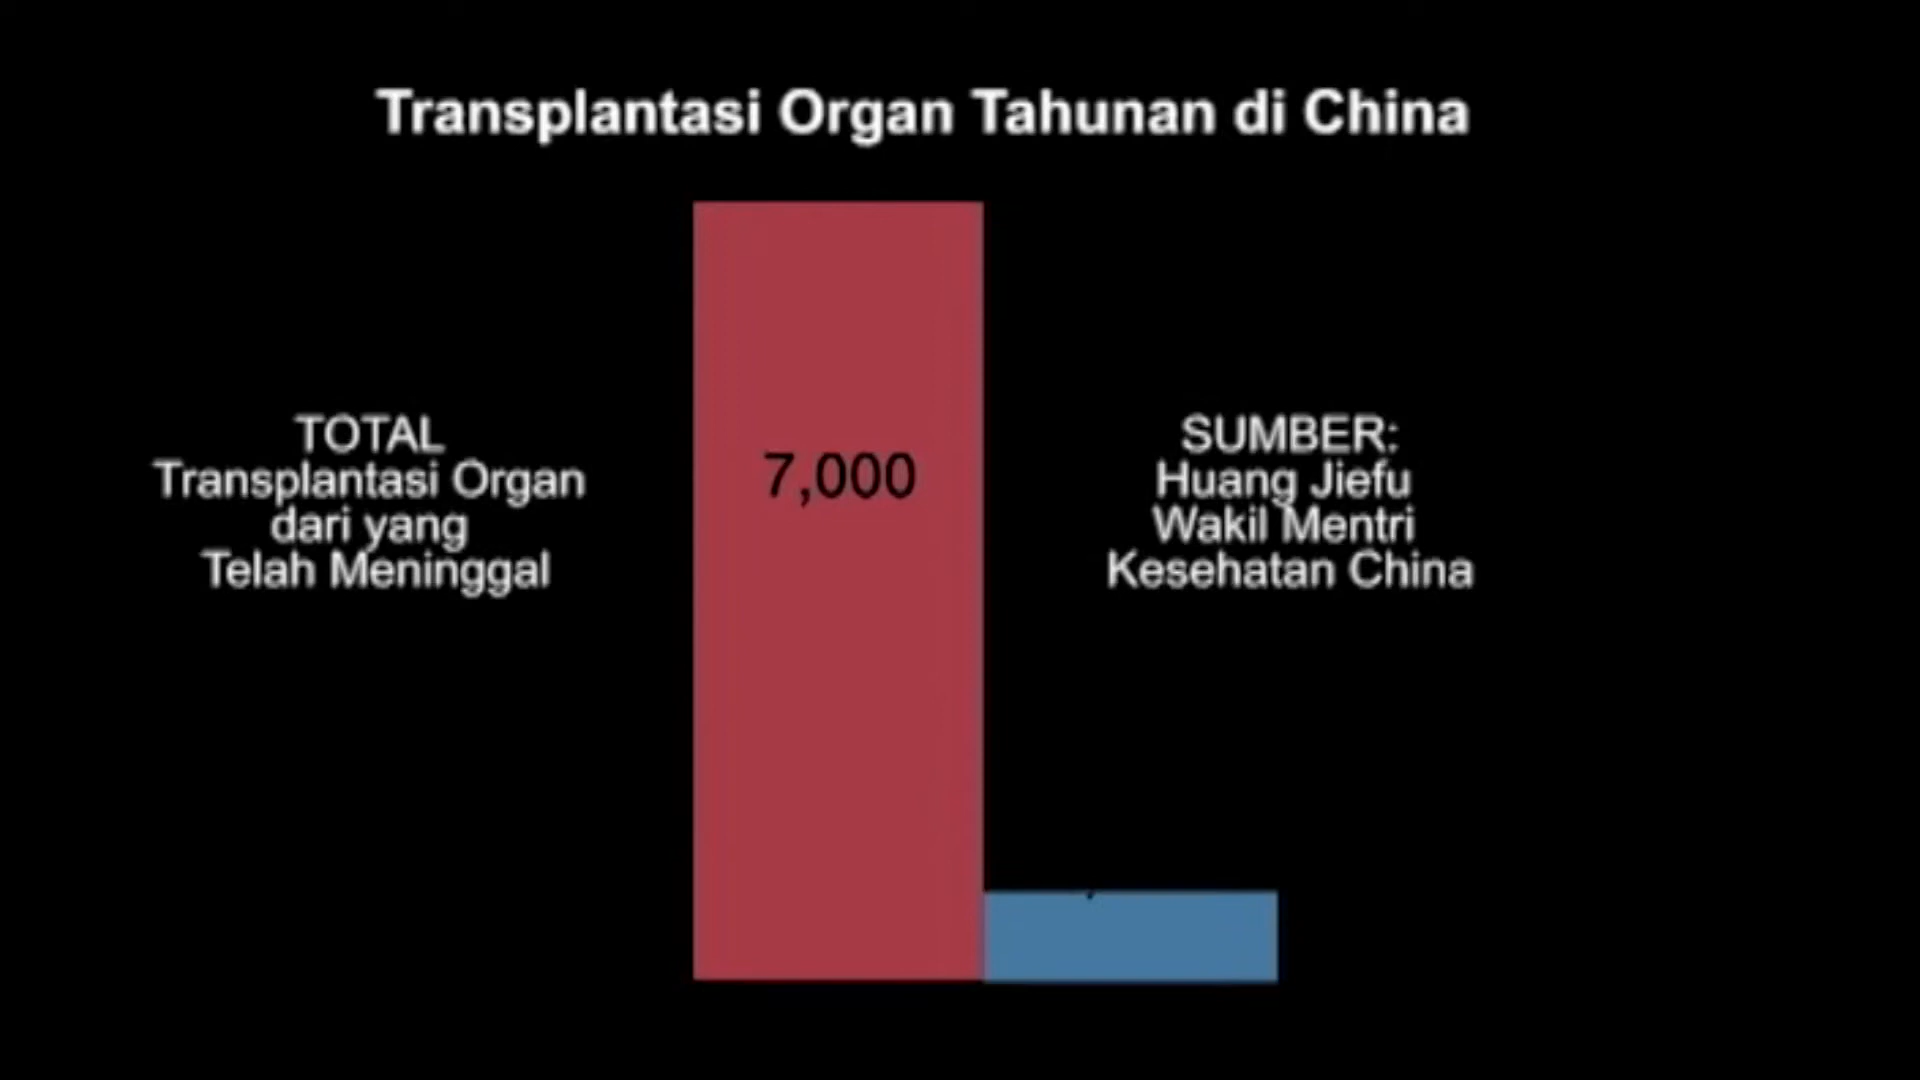 Transplantasi Organ Tahunan di China
TOTAL
Transplantasi Organ
dari yang
Telah Meninggal
7,000
SUMBER:
Huang Jiefu
Wakil Mentri
Kesehatan China